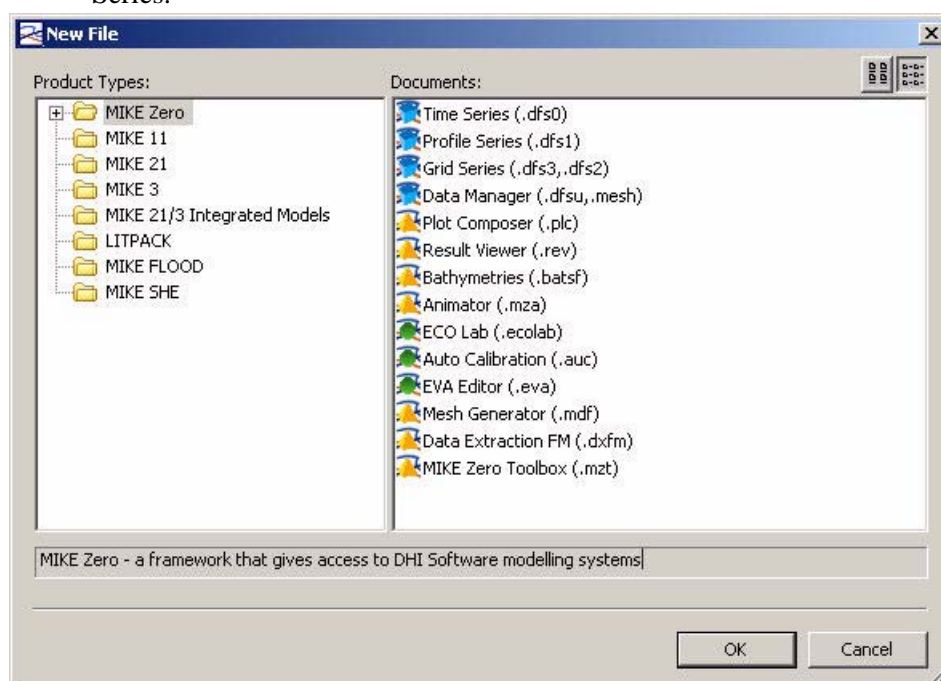 Series.
New File
Product Types:
MIKE Zero
MIKE 11
MIKE 21
MIKE 3
MIKE 21/3 Integrated Models
LITPACK
MIKE FLOOD
MIKE SHE
Documents:
Time Series (.dfs0)
Profile Series (.dfs1)
Grid Series (.dfs3,.dfs2)
Data Manager (.dfsu,.mesh)
Plot Composer (.plc)
Result Viewer (.rev)
Bathymetries (.batsf)
Animator (.mza)
ECO Lab (.ecolab)
Auto Calibration (.auc)
EVA Editor (.eva)
Mesh Generator (.mdf)
Data Extraction FM (.dxfm)
MIKE Zero Toolbox (.mzt)
MIKE Zero - a framework that gives access to DHI Software modelling systems
OK
Cancel